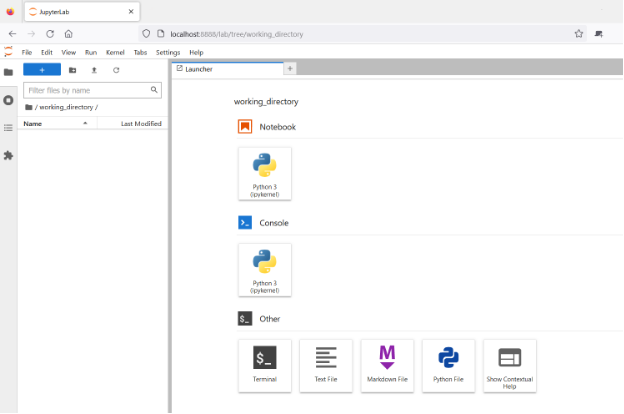 JupyterLab
localhost:8888/lab/tree/working_directory
File Edit View Run Kernel Tabs Settings Help
Filter files by name
/ working_directory /
Name Last Modified
Launcher
working_directory
Notebook
Python 3
(ipykernel)
Console
Python 3
(ipykernel)
$_ Other
$_
M
Terminal
Text File
Markdown File
Python File
Show Contextual
Help